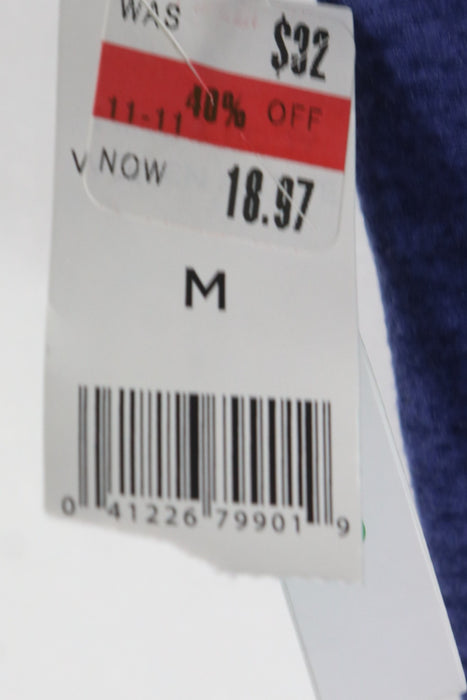 WAS $32
11-11 40% OFF
V NOW 18.97
M
0 41226 79901 9